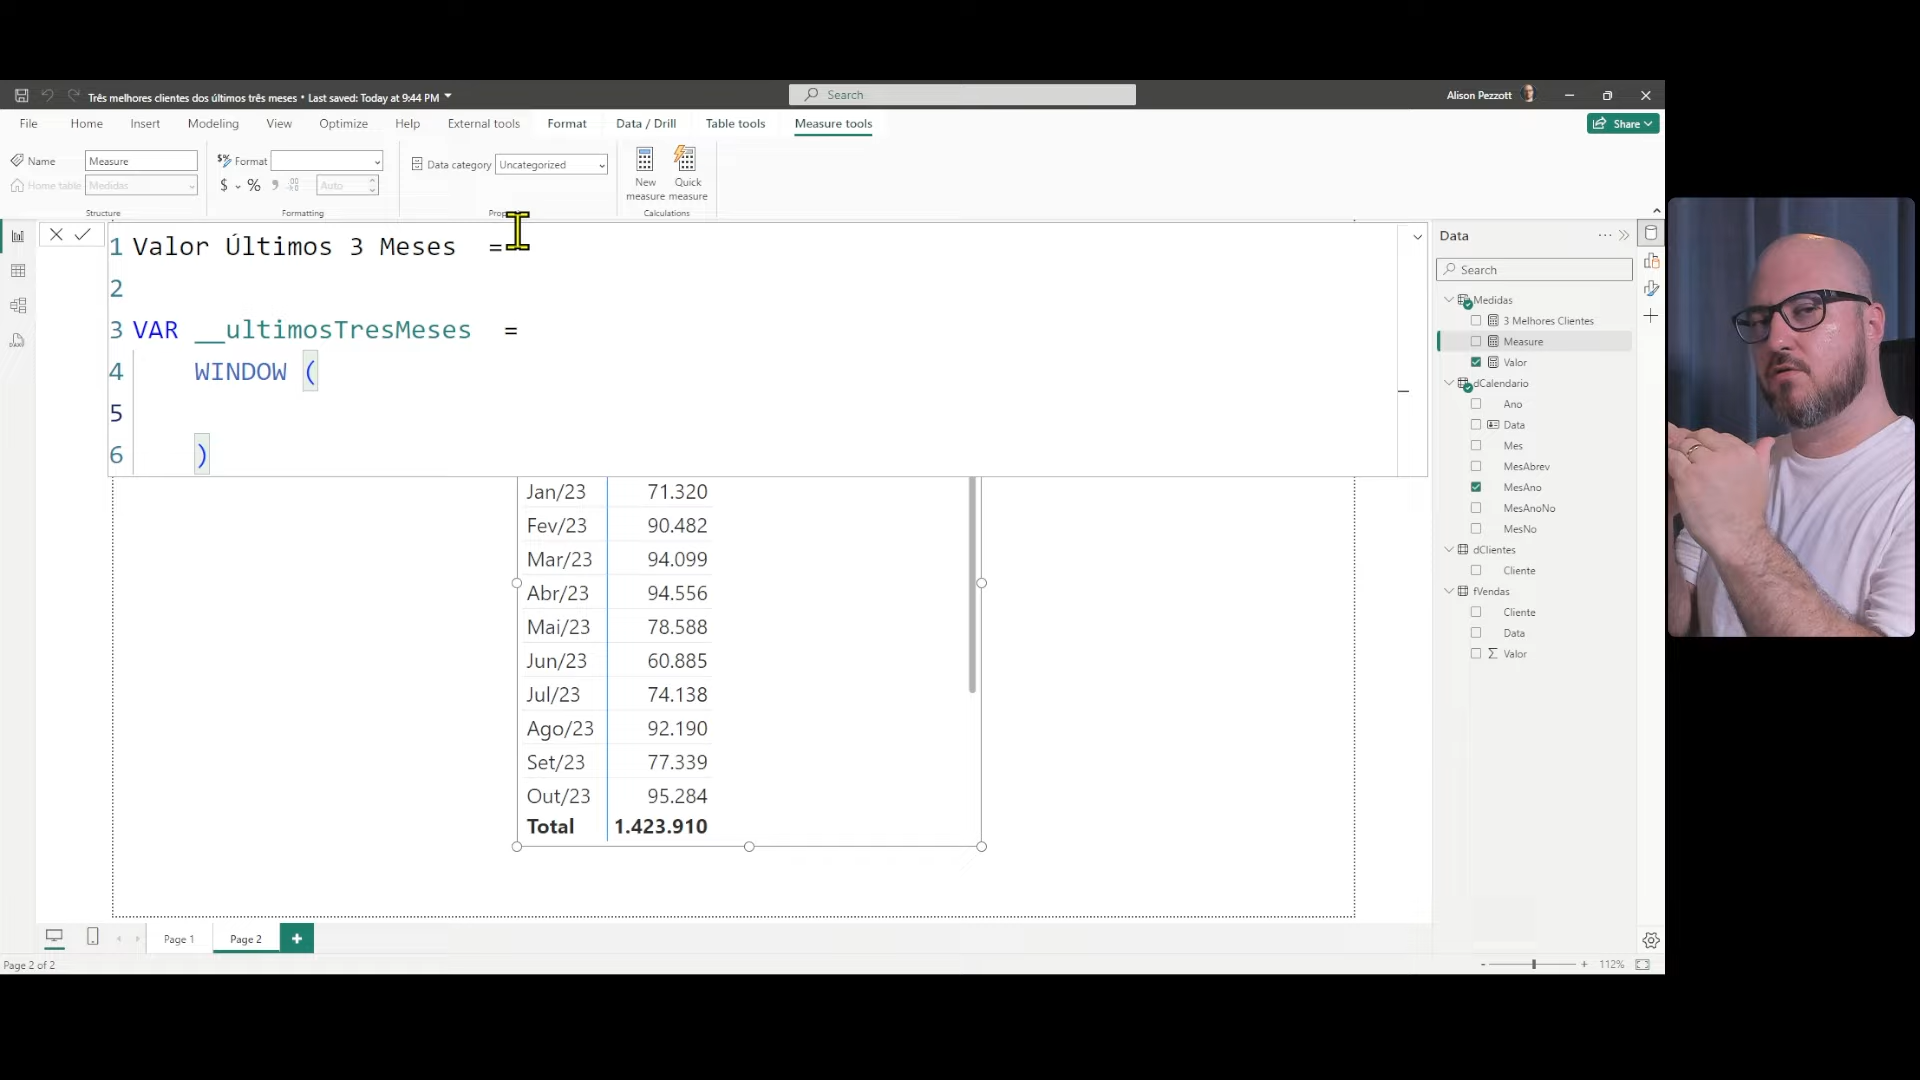 Três melhores clientes dos últimos três meses • Last saved: Today at 9:44 PM
Search
Alison Pezzott
File Home Insert Modeling View Optimize Help External tools Format Data / Drill Table tools Measure tools
Share
Name Measure
Home table Medidas
Structure
Format
$ % Auto
Formatting
Data category Uncategorized
Prop
New measure
Quick measure
Calculations
1 Valor Últimos 3 Meses =
2
3 VAR __ultimosTresMeses =
4 WINDOW (
5
6 )
Jan/23 71.320
Fev/23 90.482
Mar/23 94.099
Abr/23 94.556
Mai/23 78.588
Jun/23 60.885
Jul/23 74.138
Ago/23 92.190
Set/23 77.339
Out/23 95.284
Total 1.423.910
Data
Search
Medidas
3 Melhores Clientes
Measure
Valor
dCalendario
Ano
Data
Mes
MesAbrev
MesAno
MesAnoNo
MesNo
dClientes
Cliente
fVendas
Cliente
Data
Σ Valor
Page 1 Page 2 +
Page 2 of 2
- + 112%